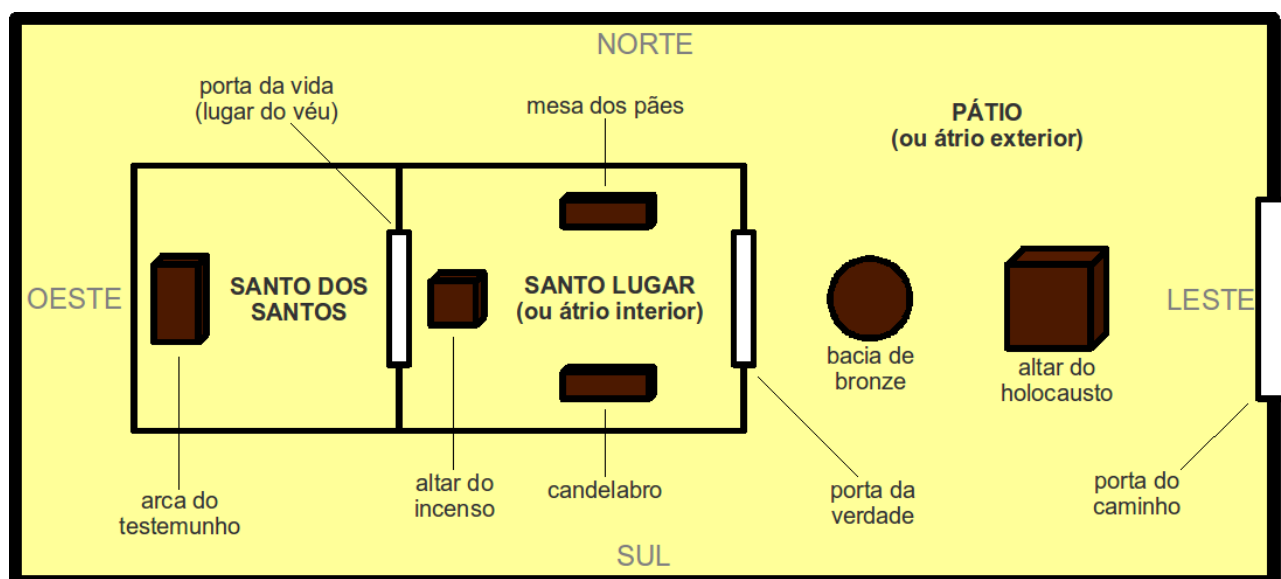 NORTE
porta da vida
(lugar do véu)
mesa dos pães
PÁTIO
(ou átrio exterior)
OESTE
SANTO DOS
SANTOS
SANTO LUGAR
(ou átrio interior)
LESTE
bacia de
bronze
altar do
holocausto
arca do
testemunho
altar do
incenso
candelabro
porta da
verdade
porta do
caminho
SUL